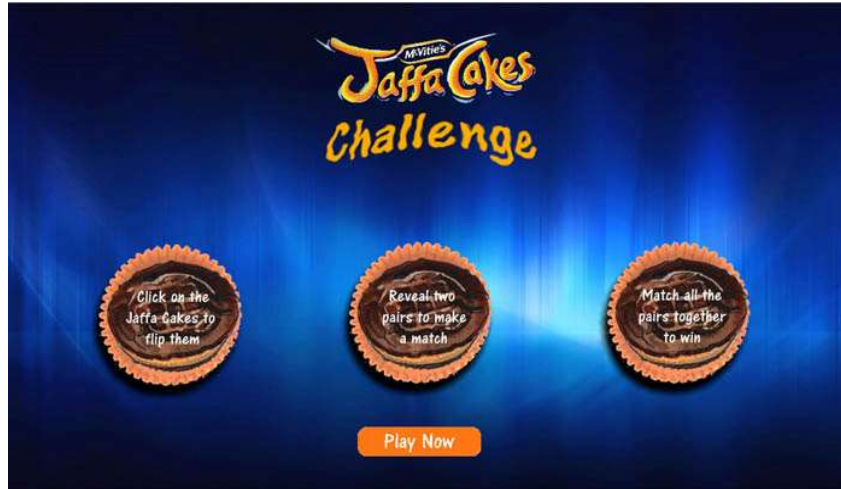 McVitie's
Jaffa Cakes
Challenge
Click on the
Jaffa Cakes to
flip them
Reveal two
pairs to make
a match
Match all the
pairs together
to win
Play Now